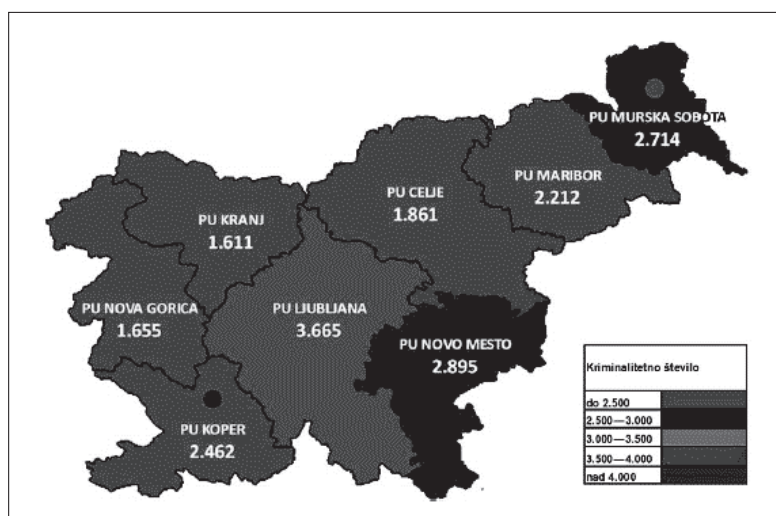 PU MURSKA SOBOTA
2.714
PU MARIBOR
2.212
PU CELJE
1.861
PU KRANJ
1.611
PU NOVA GORICA
1.655
PU LJUBLJANA
3.665
PU NOVO MESTO
2.895
PU KOPER
2.462
Kriminalitetno število
do 2.500
2.500—3.000
3.000—3.500
3.500—4.000
nad 4.000